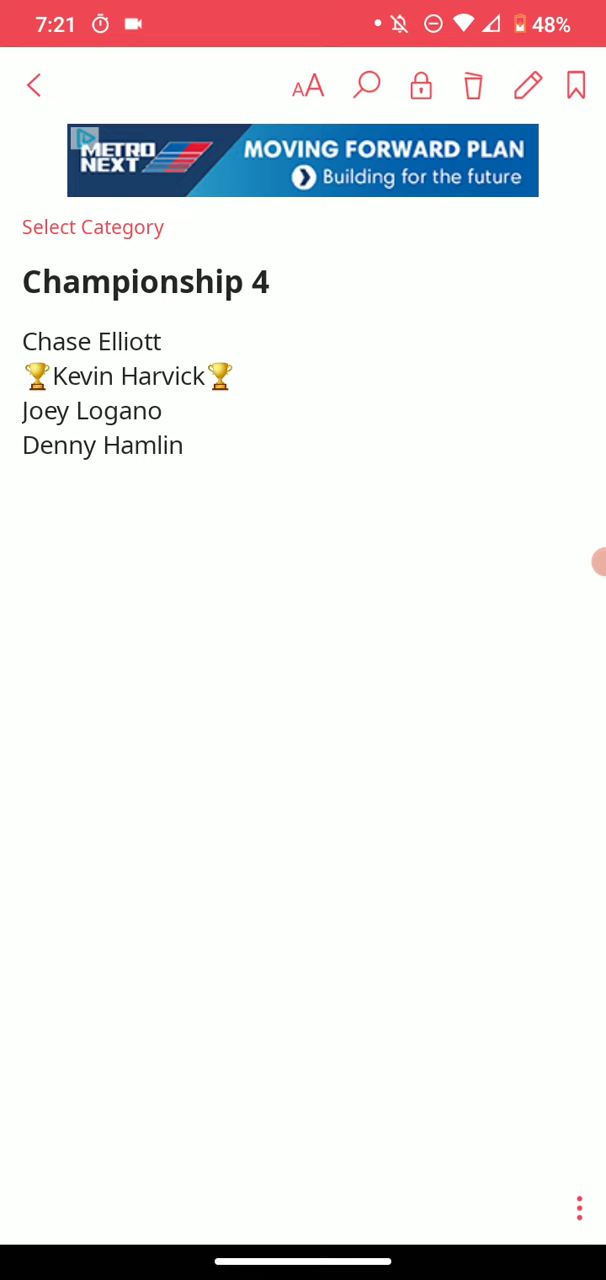 7:21
48%
AA
METRO
NEXT
MOVING FORWARD PLAN
Building for the future
Select Category
Championship 4
Chase Elliott
🏆Kevin Harvick🏆
Joey Logano
Denny Hamlin